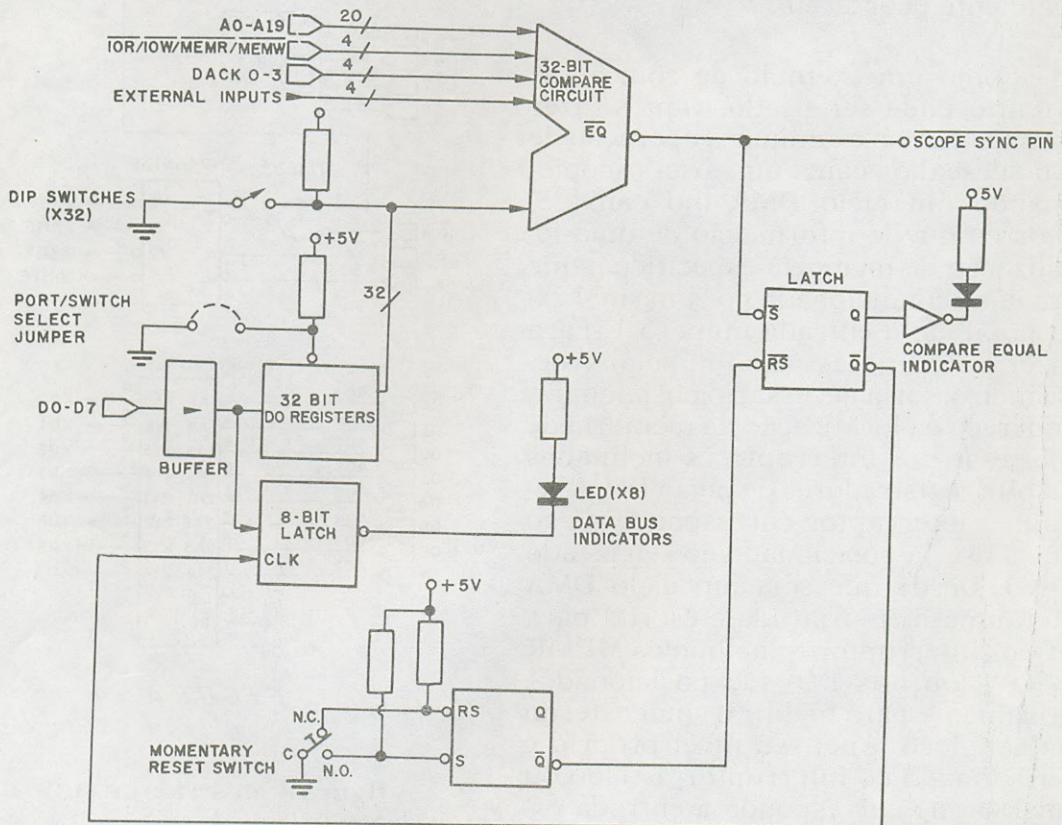 A0-A19
20
IOR/IOW/MEMR/MEMW
4
DACK 0-3
4
EXTERNAL INPUTS
4
32-BIT
COMPARE
CIRCUIT
EQ
SCOPE SYNC PIN
DIP SWITCHES
(X32)
+5V
32
PORT/SWITCH
SELECT
JUMPER
D0-D7
BUFFER
32 BIT
DO REGISTERS
8-BIT
LATCH
CLK
+5V
LED (X8)
DATA BUS
INDICATORS
5V
LATCH
S
Q
RS
Q
COMPARE EQUAL
INDICATOR
+5V
N.C.
C
N.O.
MOMENTARY
RESET SWITCH
RS
Q
S
Q